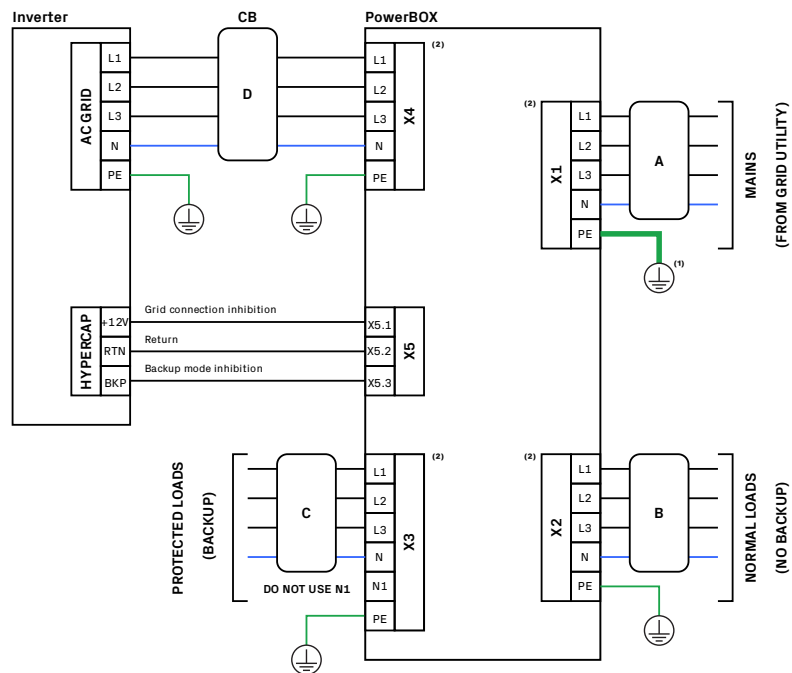 Inverter
CB
PowerBOX
AC GRID
L1
L2
L3
N
PE
D
L1
L2
L3
N
PE
X4
(2)
(2)
X1
L1
L2
L3
N
PE
A
MAINS
(FROM GRID UTILITY)
(1)
HYPERCAP
+12V
RTN
BKP
Grid connection inhibition
Return
Backup mode inhibition
X5.1
X5.2
X5.3
X5
PROTECTED LOADS
(BACKUP)
C
DO NOT USE N1
L1
L2
L3
N
N1
PE
X3
(2)
(2)
X2
L1
L2
L3
N
PE
B
NORMAL LOADS
(NO BACKUP)